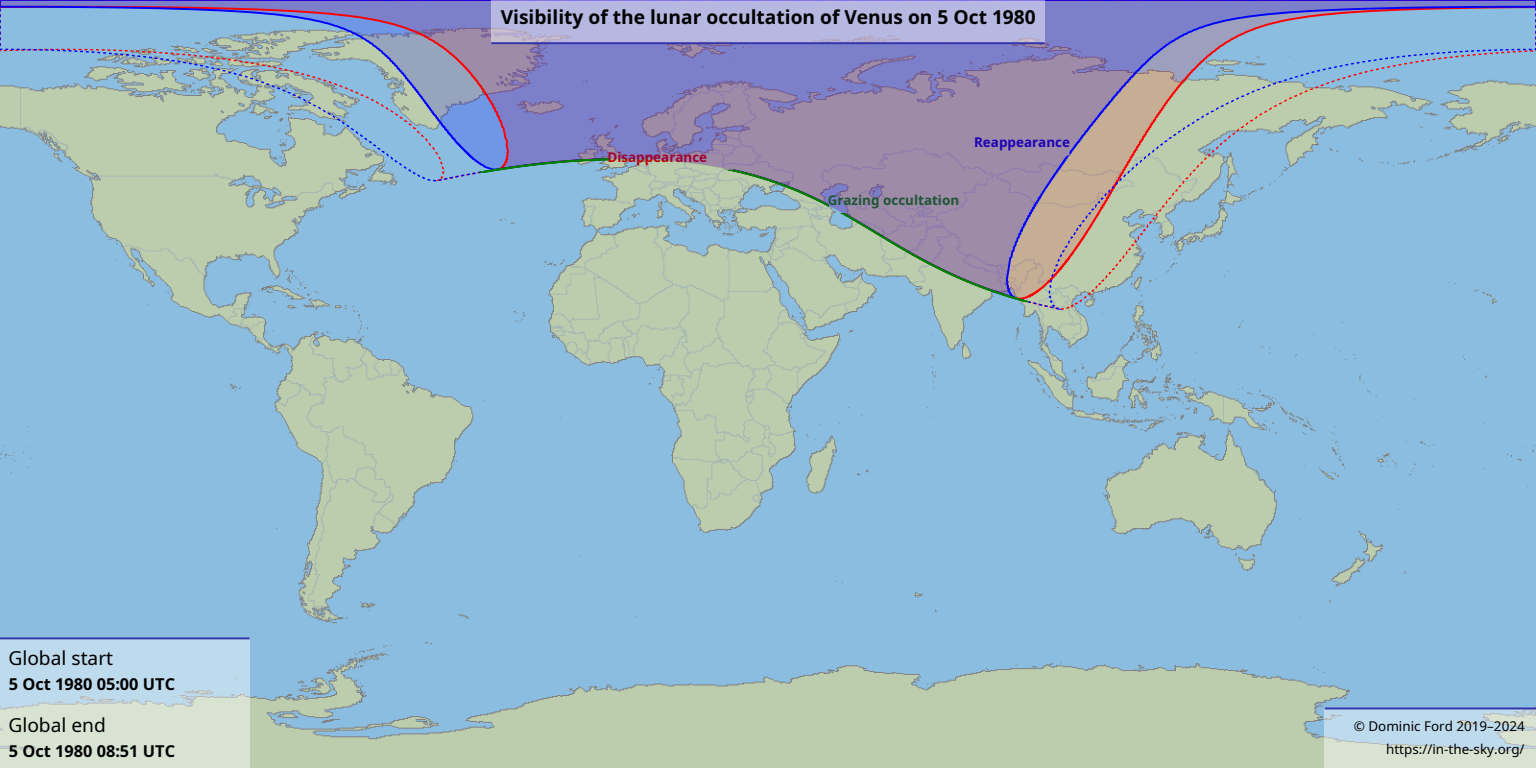 Visibility of the lunar occultation of Venus on 5 Oct 1980
Reappearance
Disappearance
Grazing occultation
Global start
5 Oct 1980 05:00 UTC
Global end
5 Oct 1980 08:51 UTC
© Dominic Ford 2019–2024
https://in-the-sky.org/